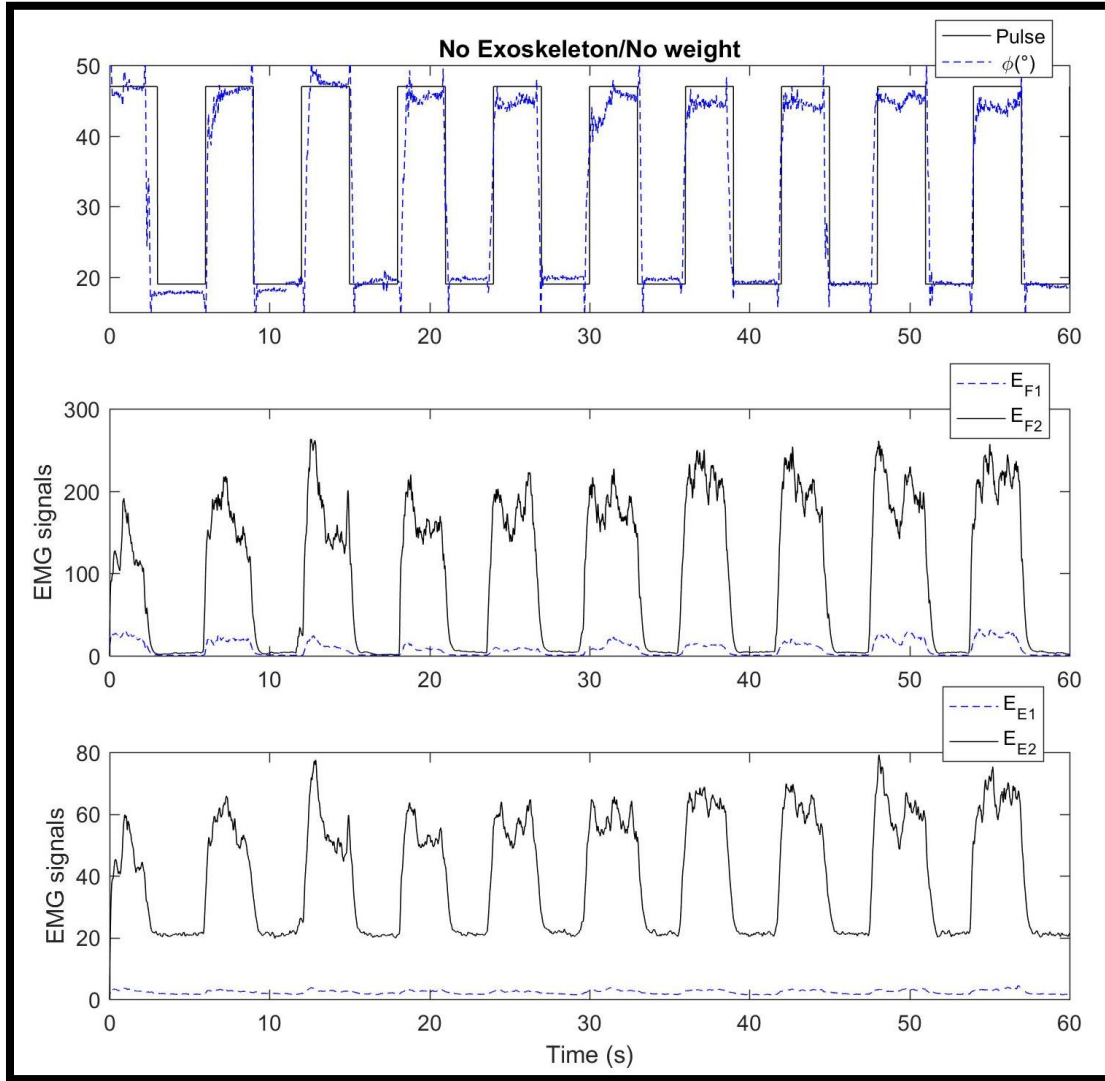 No Exoskeleton/No weight
Pulse
ϕ(°)
50
40
30
20
0 10 20 30 40 50 60
E_F1
E_F2
300
200
100
0
EMG signals
0 10 20 30 40 50 60
E_E1
E_E2
80
60
40
20
0
EMG signals
0 10 20 30 40 50 60
Time (s)